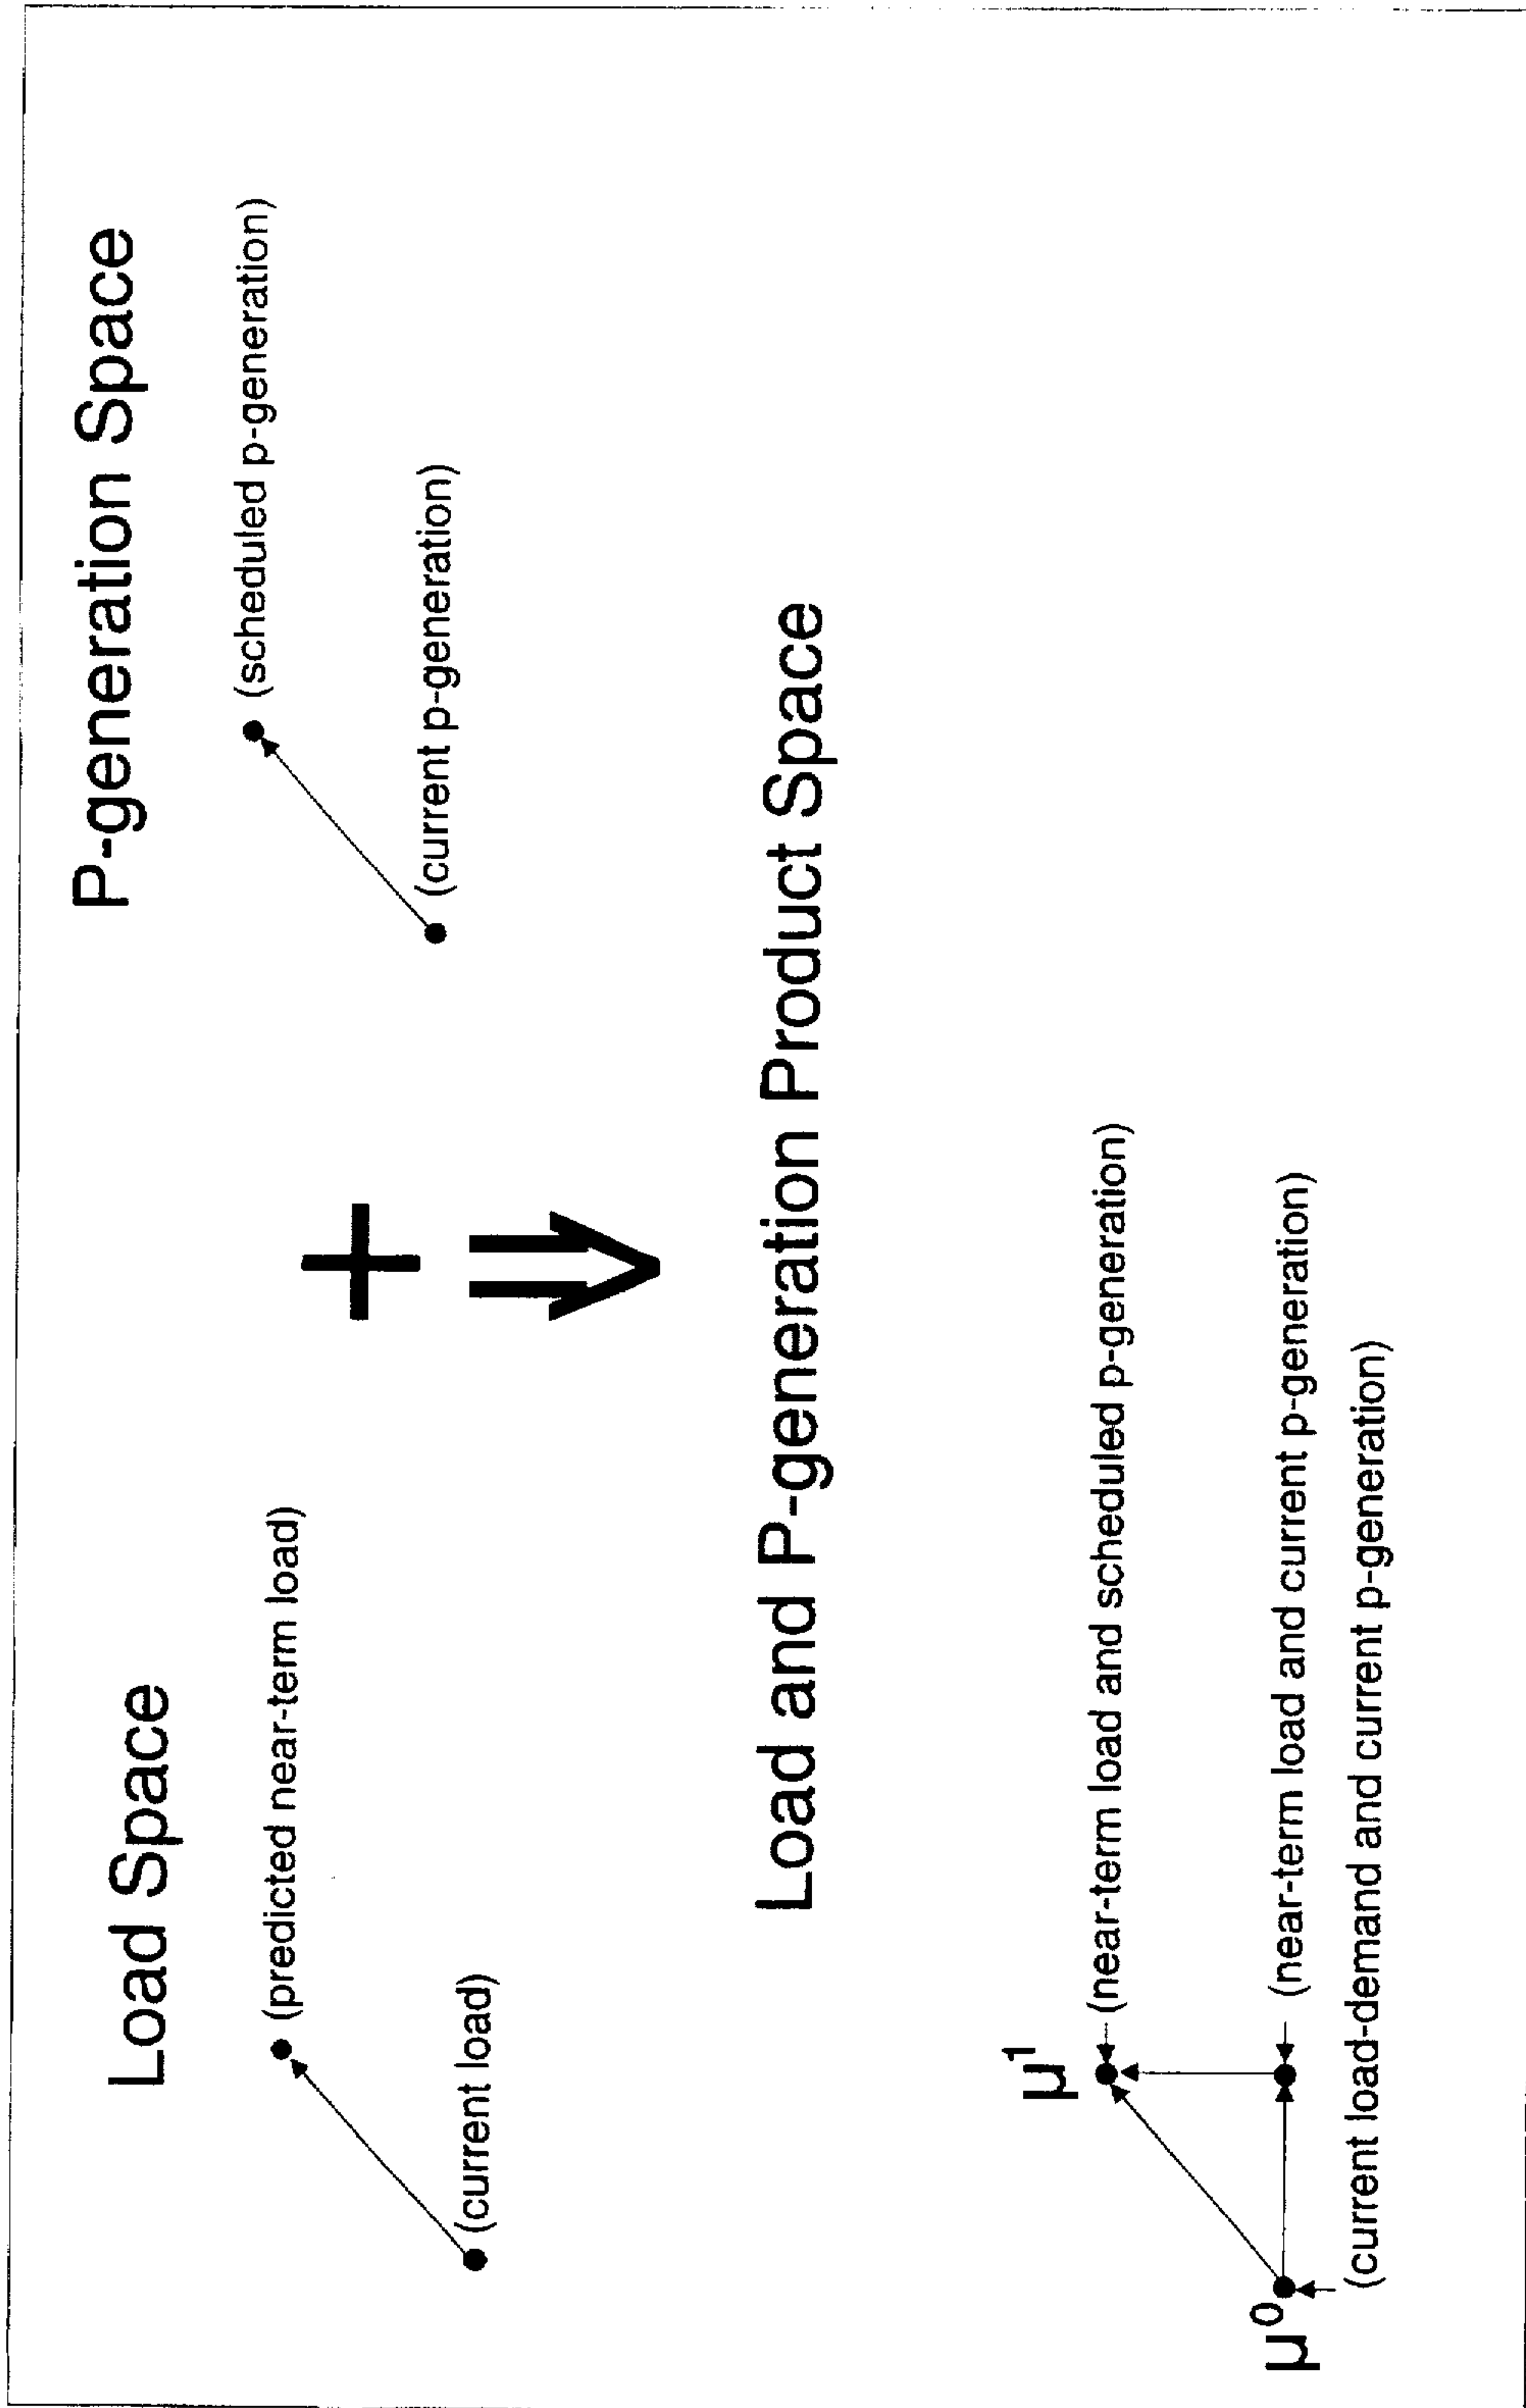 Load Space
P-generation Space
(predicted near-term load)
(scheduled p-generation)
(current load)
(current p-generation)
+
Load and P-generation Product Space
μ¹
(near-term load and scheduled p-generation)
μ⁰
(near-term load and current p-generation)
(current load-demand and current p-generation)